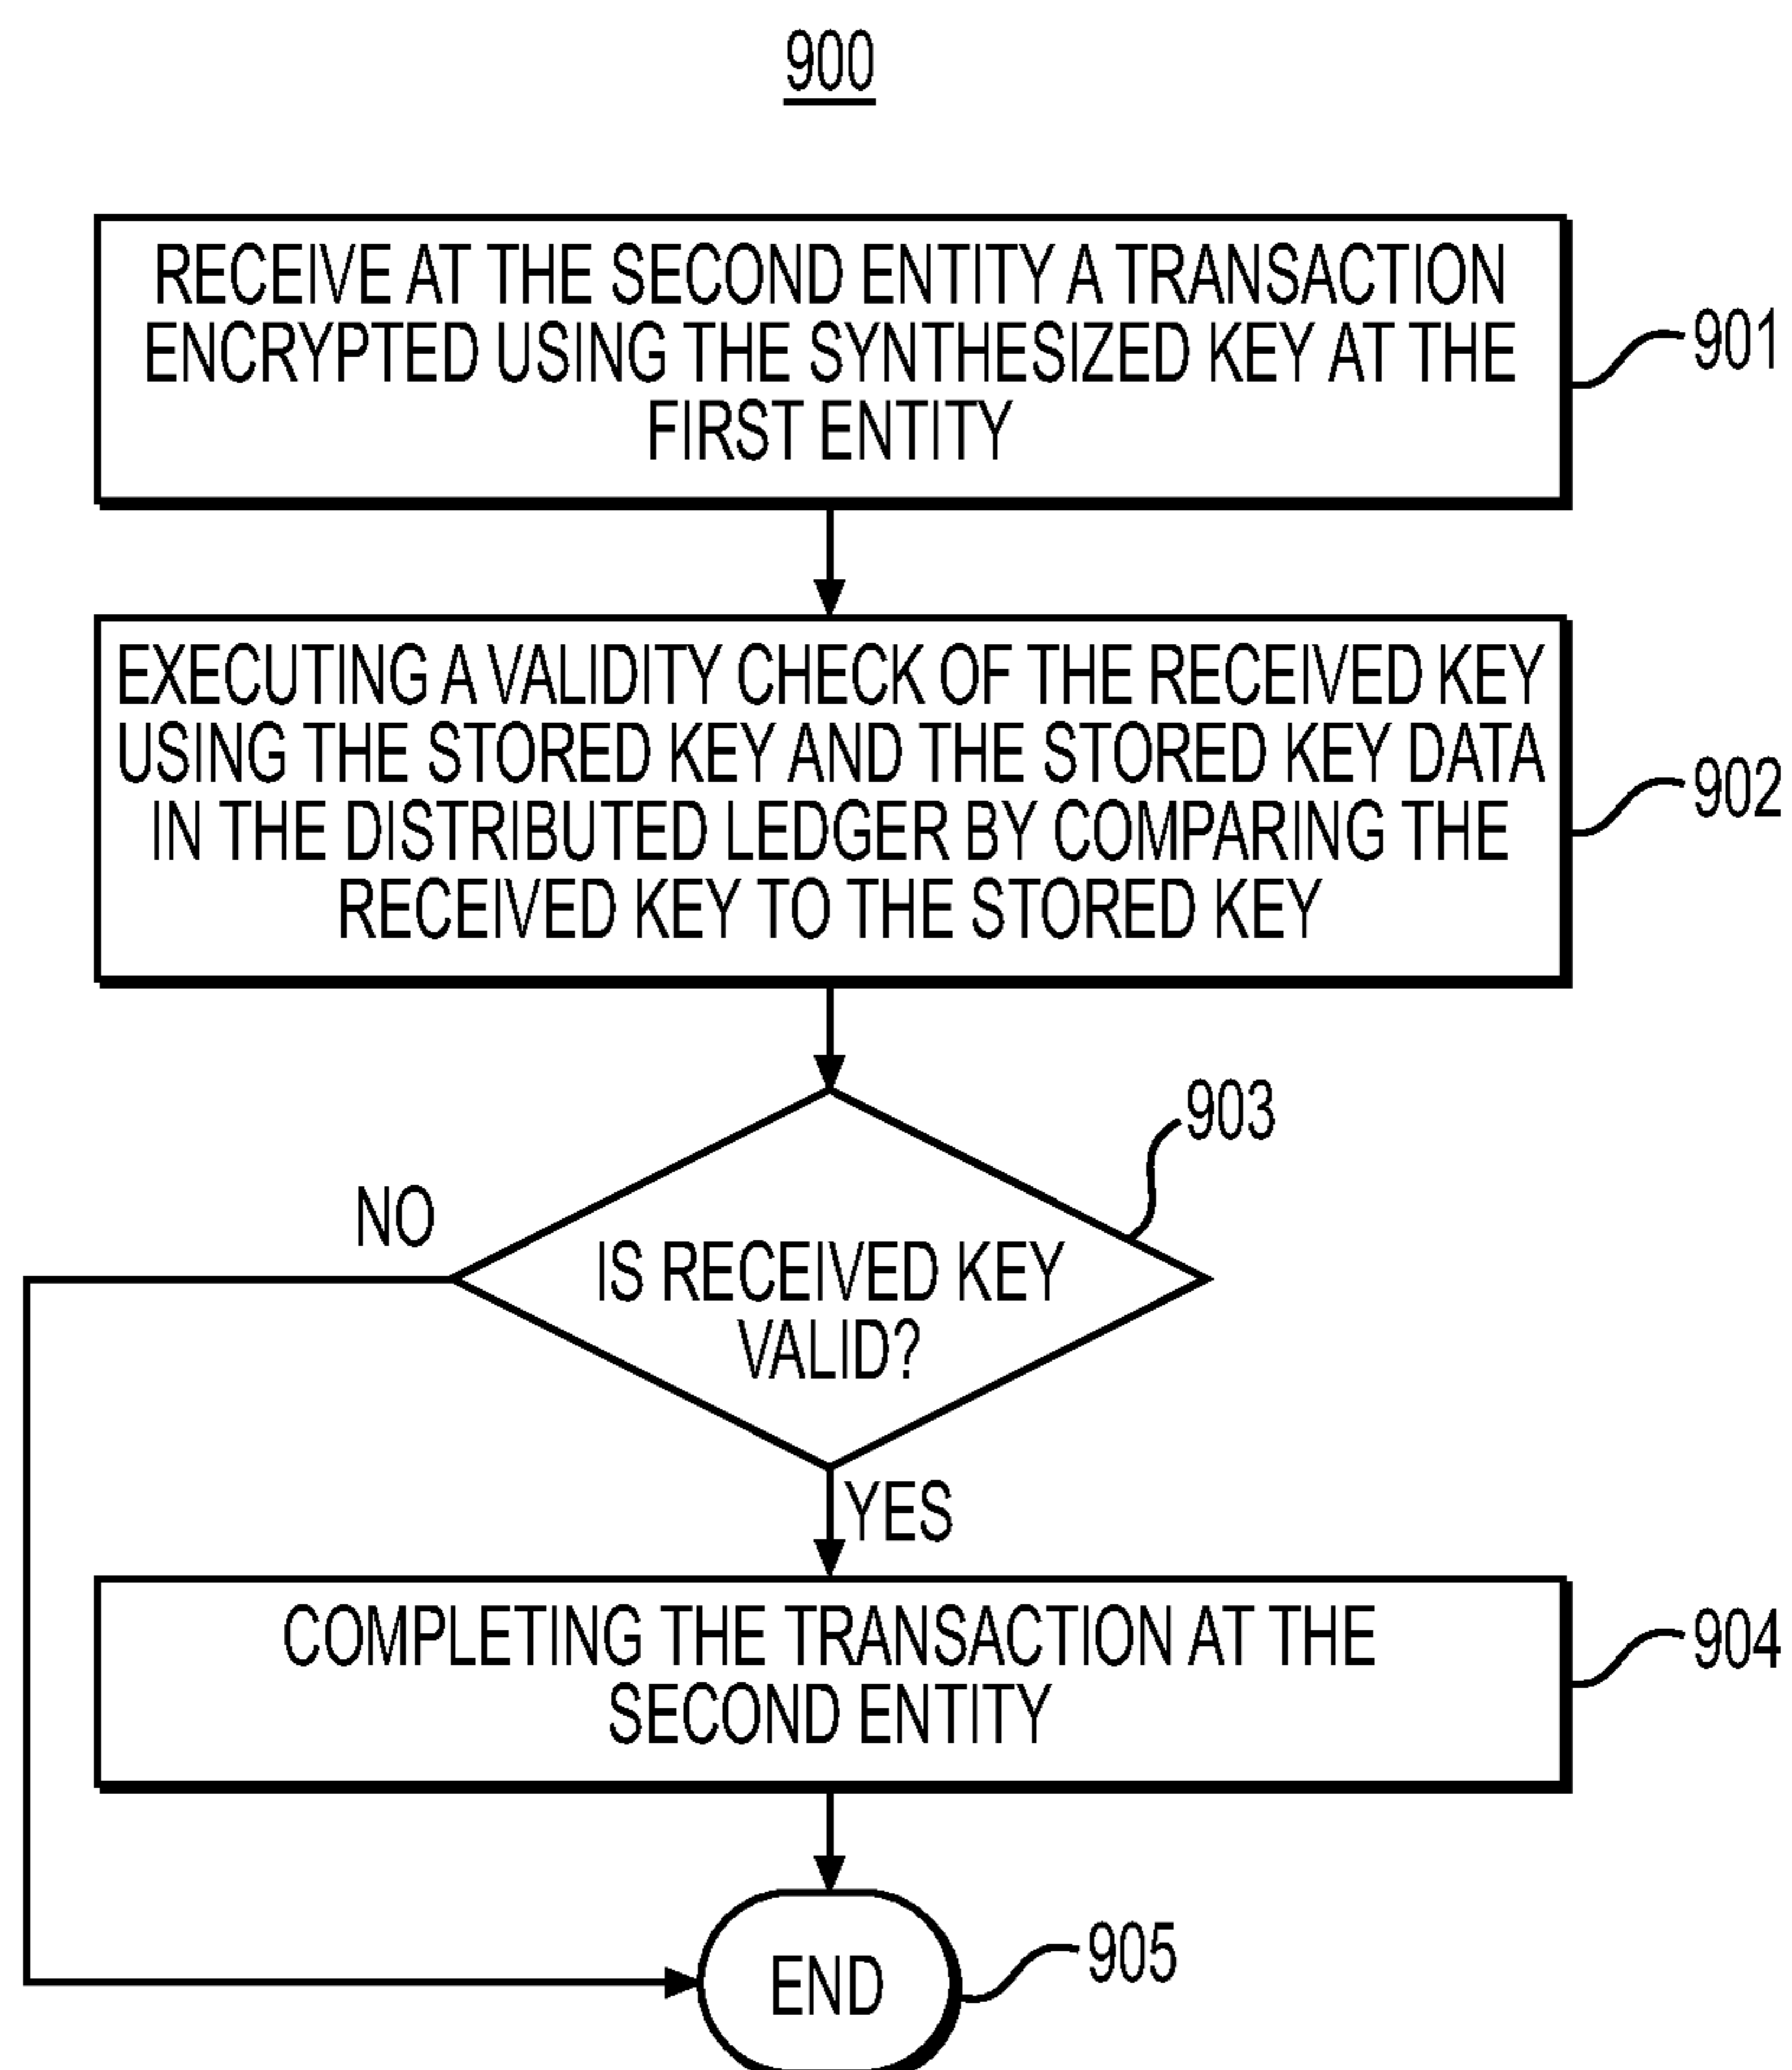 900
RECEIVE AT THE SECOND ENTITY A TRANSACTION
ENCRYPTED USING THE SYNTHESIZED KEY AT THE
FIRST ENTITY
901
EXECUTING A VALIDITY CHECK OF THE RECEIVED KEY
USING THE STORED KEY AND THE STORED KEY DATA
IN THE DISTRIBUTED LEDGER BY COMPARING THE
RECEIVED KEY TO THE STORED KEY
902
903
NO
IS RECEIVED KEY
VALID?
YES
COMPLETING THE TRANSACTION AT THE
SECOND ENTITY
904
END
905